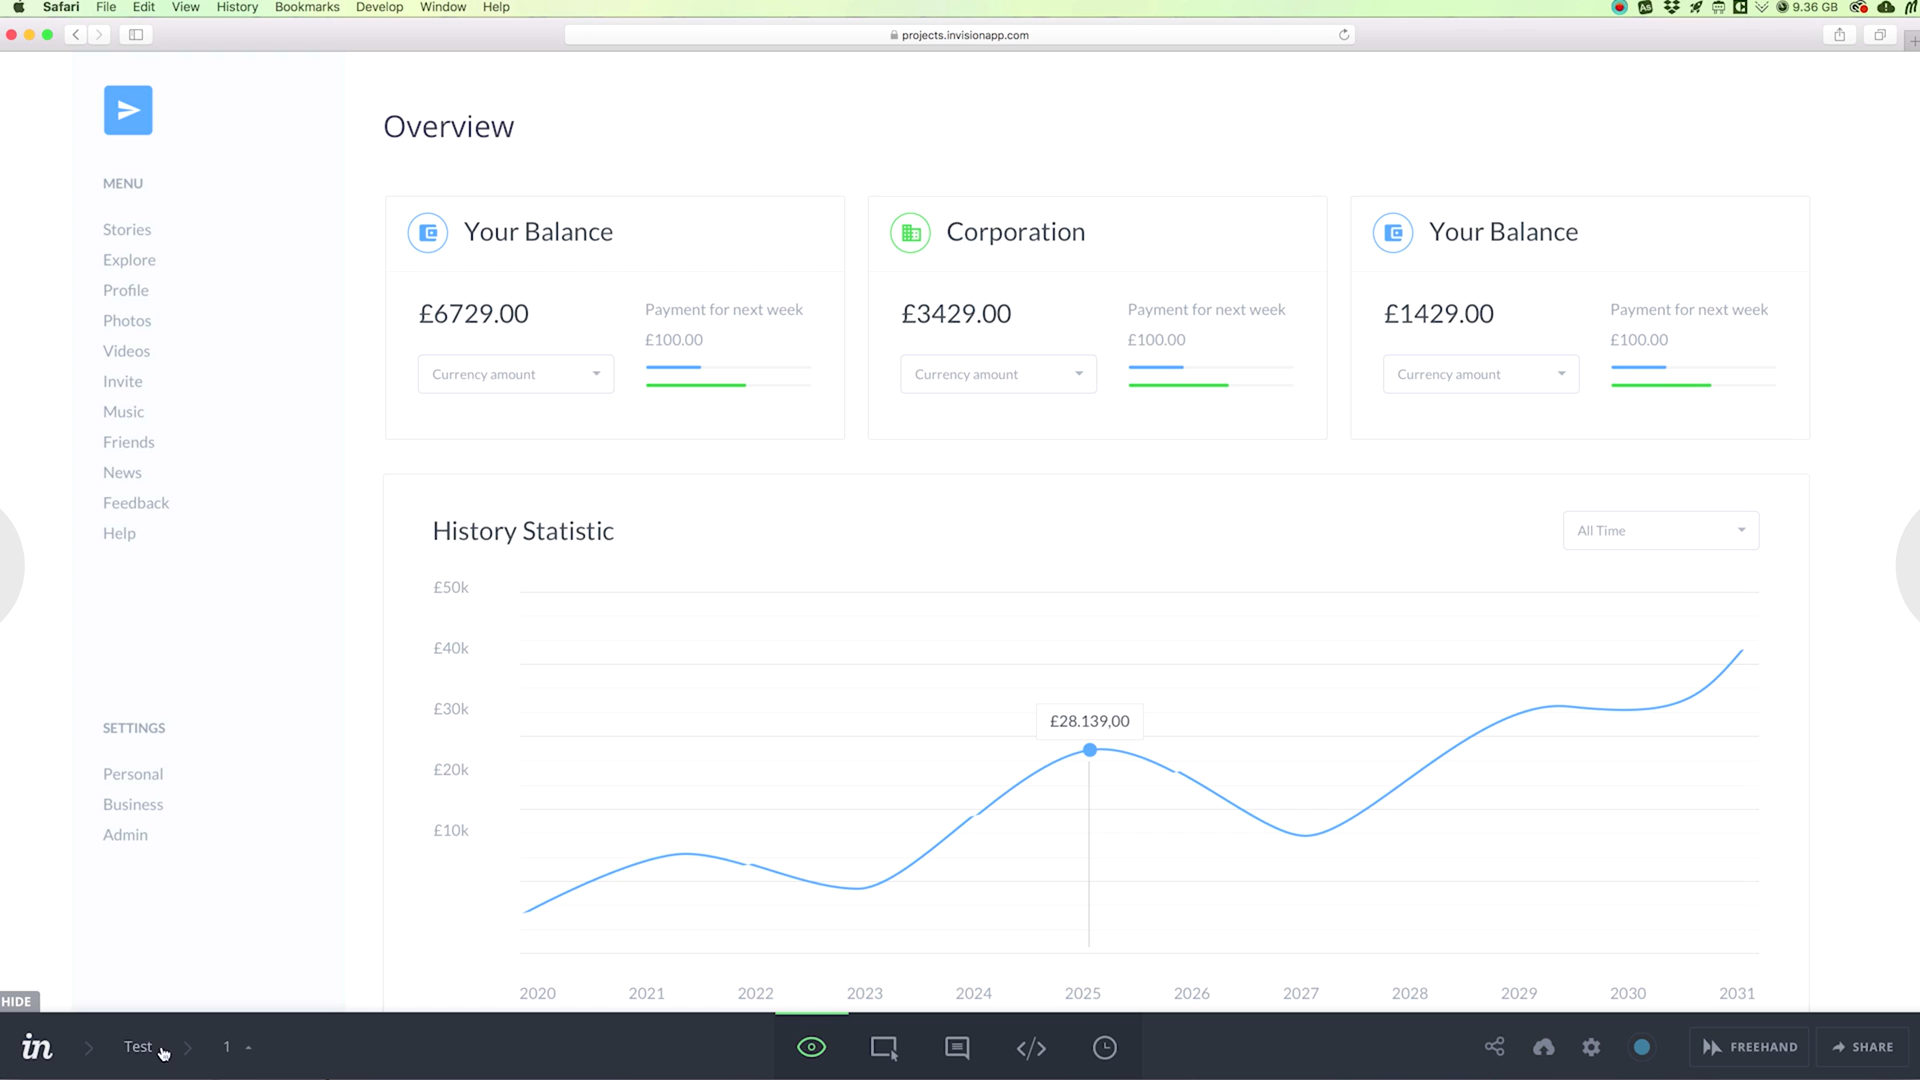 Safari File Edit View History Bookmarks Develop Window Help 9.36 GB
projects.invisionapp.com
Overview
MENU
Stories
Explore
Profile
Photos
Videos
Invite
Music
Friends
News
Feedback
Help
SETTINGS
Personal
Business
Admin
Your Balance
£6729.00
Payment for next week
£100.00
Currency amount
Corporation
£3429.00
Payment for next week
£100.00
Currency amount
Your Balance
£1429.00
Payment for next week
£100.00
Currency amount
History Statistic
All Time
£50k
£40k
£30k
£28.139,00
£20k
£10k
2020 2021 2022 2023 2024 2025 2026 2027 2028 2029 2030 2031
HIDE
in Test 1 FREEHAND SHARE